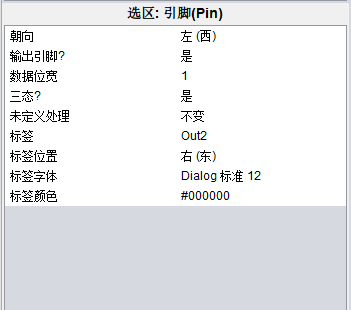 选区: 引脚(Pin)
朝向 左 (西)
输出引脚? 是
数据位宽 1
三态? 是
未定义处理 不变
标签 Out2
标签位置 右 (东)
标签字体 Dialog 标准 12
标签颜色 #000000